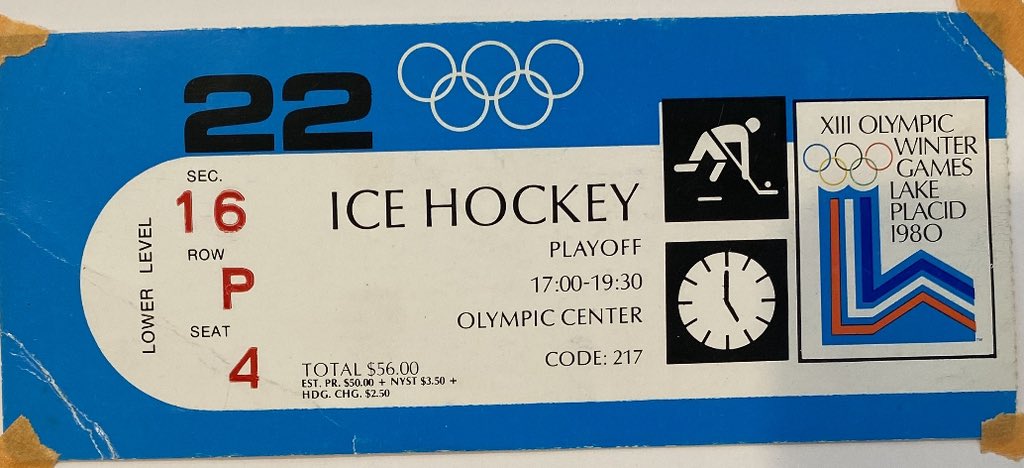 22
SEC.
16
ROW
P
SEAT
4
LOWER LEVEL
ICE HOCKEY
PLAYOFF
17:00-19:30
OLYMPIC CENTER
CODE: 217
TOTAL $56.00
EST. PR. $50.00 + NYST $3.50 +
HDG. CHG. $2.50
XIII OLYMPIC
WINTER
GAMES
LAKE
PLACID
1980
TM